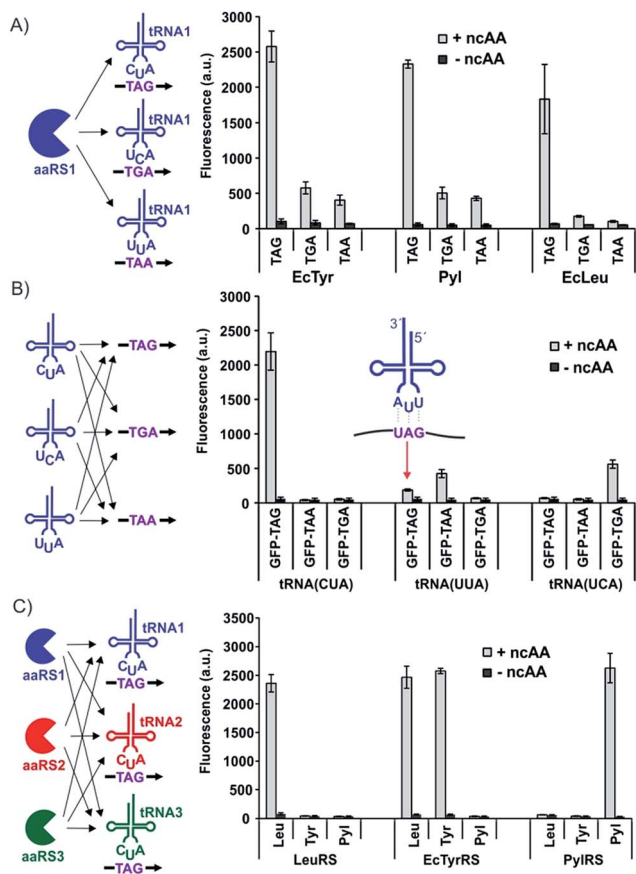 A)
aaRS1
tRNA1
CUA
TAG
tRNA1
UCA
TGA
tRNA1
UUA
TAA
Fluorescence (a.u.)
3000
2500
2000
1500
1000
500
0
+ ncAA
- ncAA
TAG TGA TAA TAG TGA TAA TAG TGA TAA
EcTyr Pyl EcLeu
B)
CUA
TAG
UCA
TGA
UUA
TAA
Fluorescence (a.u.)
3000
2500
2000
1500
1000
500
0
3´
5´
AUU
UAG
+ ncAA
- ncAA
GFP-TAG GFP-TAA GFP-TGA GFP-TAG GFP-TAA GFP-TGA GFP-TAG GFP-TAA GFP-TGA
tRNA(CUA) tRNA(UUA) tRNA(UCA)
C)
aaRS1
aaRS2
aaRS3
tRNA1
CUA
TAG
tRNA2
CUA
TAG
tRNA3
CUA
TAG
Fluorescence (a.u.)
3500
3000
2500
2000
1500
1000
500
0
+ ncAA
- ncAA
Leu Tyr Pyl Leu Tyr Pyl Leu Tyr Pyl
LeuRS EcTyrRS PylRS